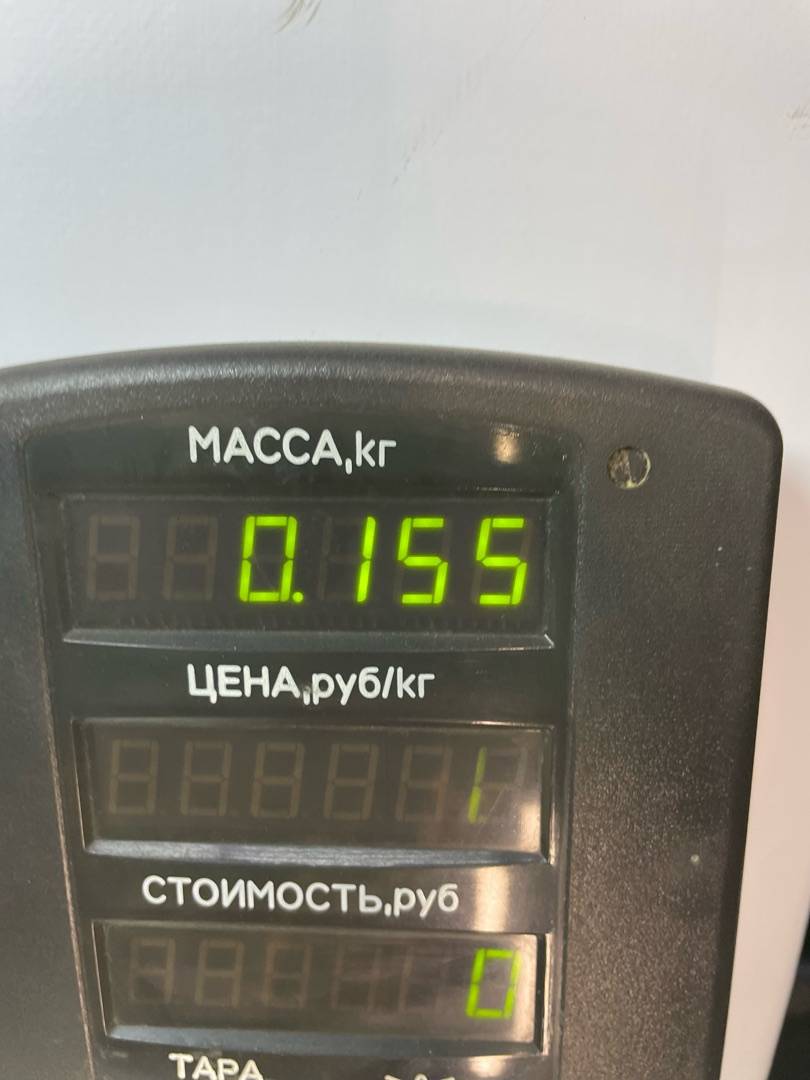 МАССА,кг
0.155
ЦЕНА,руб/кг
1
СТОИМОСТЬ,руб
0
ТАРА